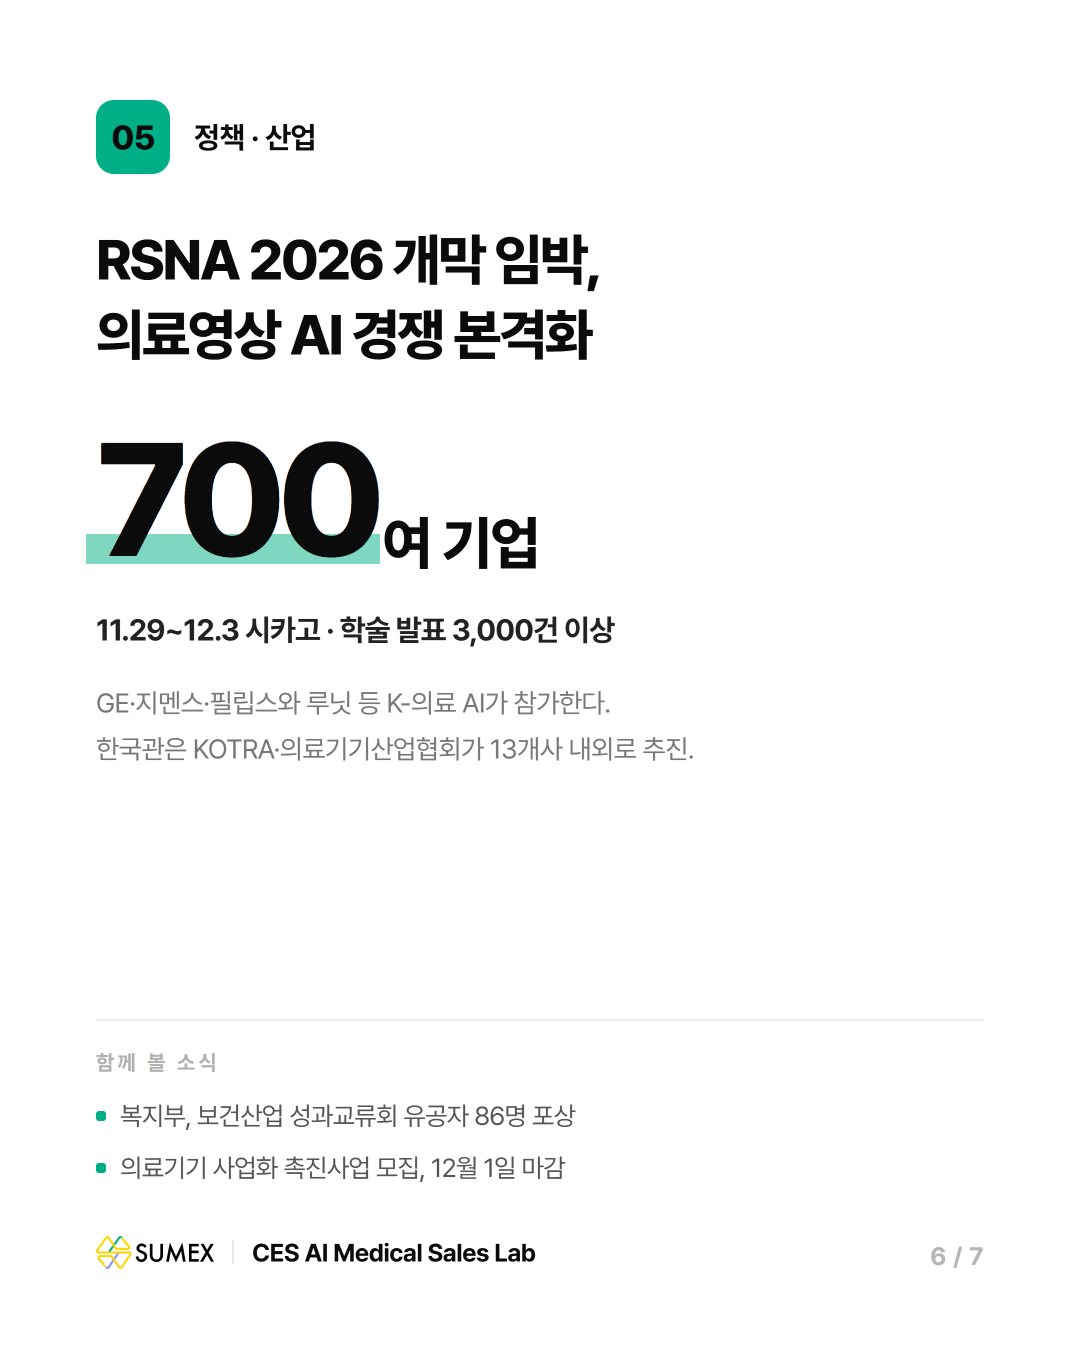 05 정책 · 산업
RSNA 2026 개막 임박,
의료영상 AI 경쟁 본격화
700여 기업
11.29~12.3 시카고 · 학술 발표 3,000건 이상
GE·지멘스·필립스와 루닛 등 K-의료 AI가 참가한다.
한국관은 KOTRA·의료기기산업협회가 13개사 내외로 추진.
함께 볼 소식
복지부, 보건산업 성과교류회 유공자 86명 포상
의료기기 사업화 촉진사업 모집, 12월 1일 마감
SUMEX | CES AI Medical Sales Lab
6 / 7